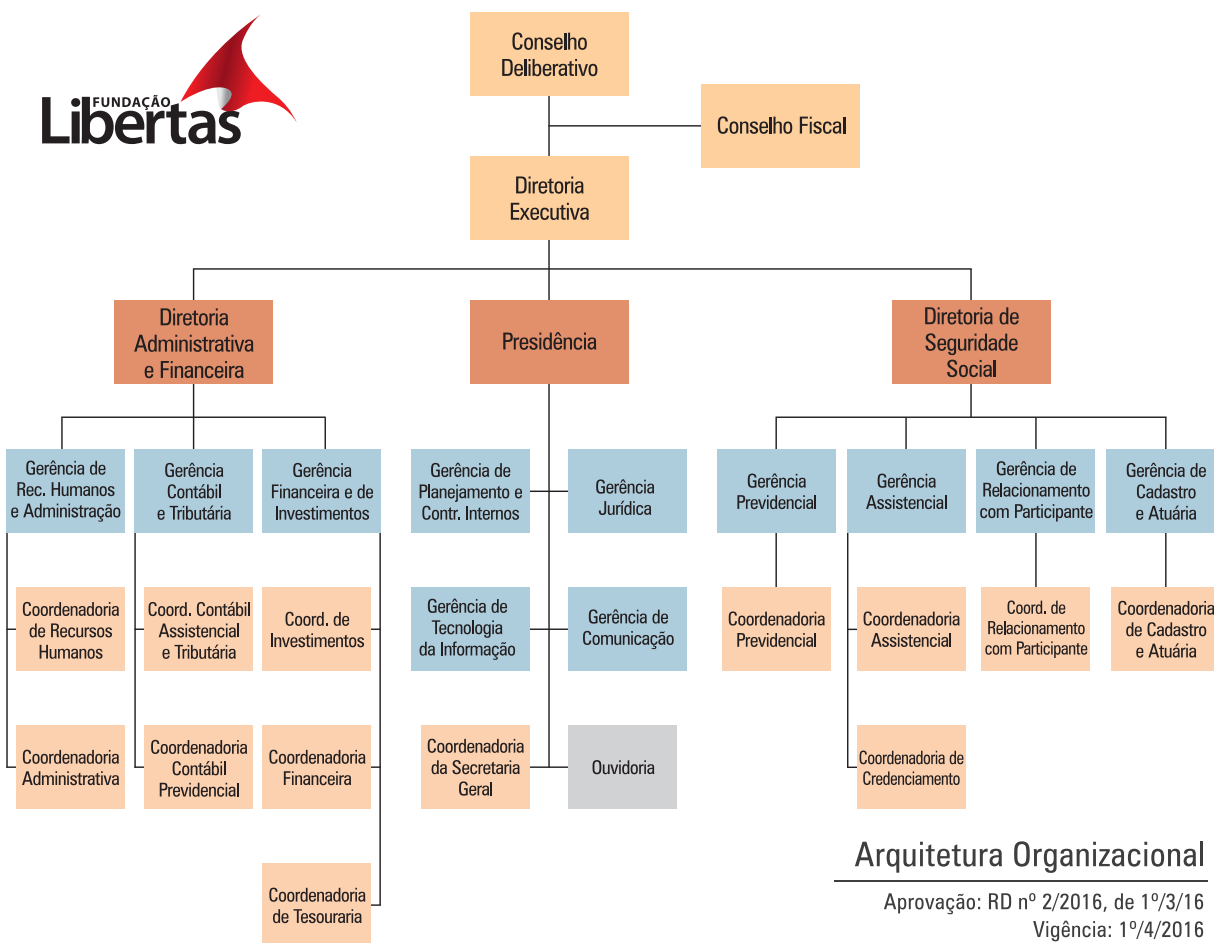 FUNDAÇÃO
Libertas
Conselho
Deliberativo
Conselho Fiscal
Diretoria
Executiva
Diretoria
Administrativa
e Financeira
Presidência
Diretoria de
Seguridade
Social
Gerência de
Rec. Humanos
e Administração
Gerência
Contábil
e Tributária
Gerência
Financeira e de
Investimentos
Gerência de
Planejamento e
Contr. Internos
Gerência
Jurídica
Gerência
Previdencial
Gerência
Assistencial
Gerência de
Relacionamento
com Participante
Gerência de
Cadastro
e Atuária
Coordenadoria
de Recursos
Humanos
Coord. Contábil
Assistencial
e Tributária
Coord. de
Investimentos
Gerência de
Tecnologia
da Informação
Gerência de
Comunicação
Coordenadoria
Previdencial
Coordenadoria
Assistencial
Coord. de
Relacionamento
com Participante
Coordenadoria
de Cadastro
e Atuária
Coordenadoria
Administrativa
Coordenadoria
Contábil
Previdencial
Coordenadoria
Financeira
Coordenadoria
da Secretaria
Geral
Ouvidoria
Coordenadoria de
Credenciamento
Coordenadoria
de Tesouraria
Arquitetura Organizacional
Aprovação: RD nº 2/2016, de 1º/3/16
Vigência: 1º/4/2016